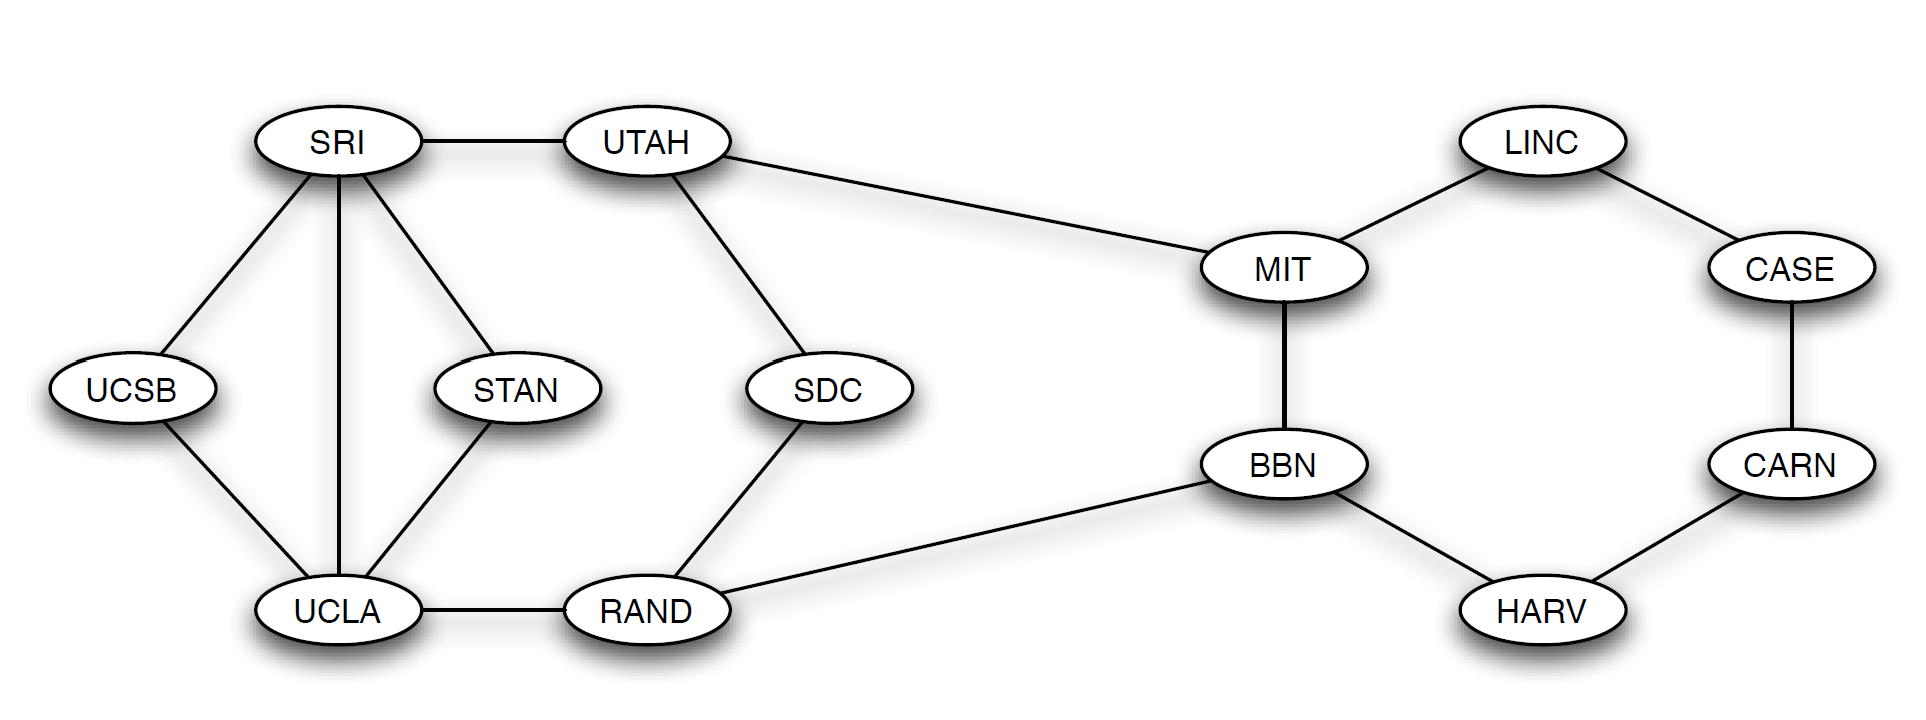 SRI
UTAH
LINC
MIT
CASE
UCSB
STAN
SDC
BBN
CARN
UCLA
RAND
HARV